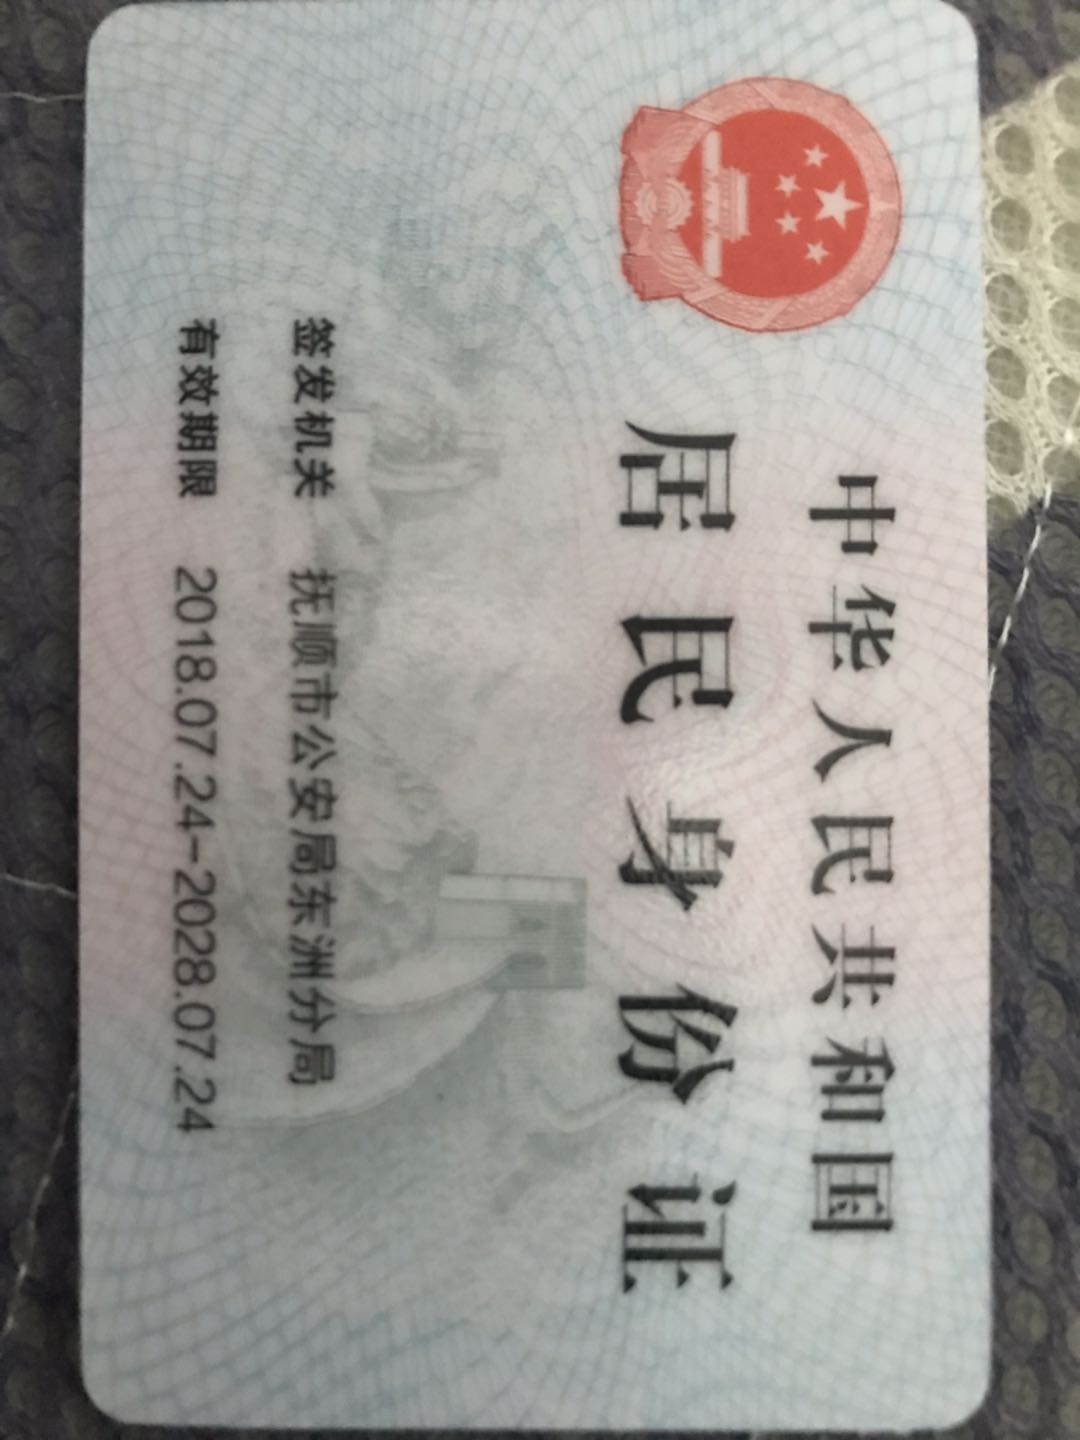 中华人民共和国
居民身份证
签发机关 抚顺市公安局东洲分局
有效期限 2018.07.24-2028.07.24